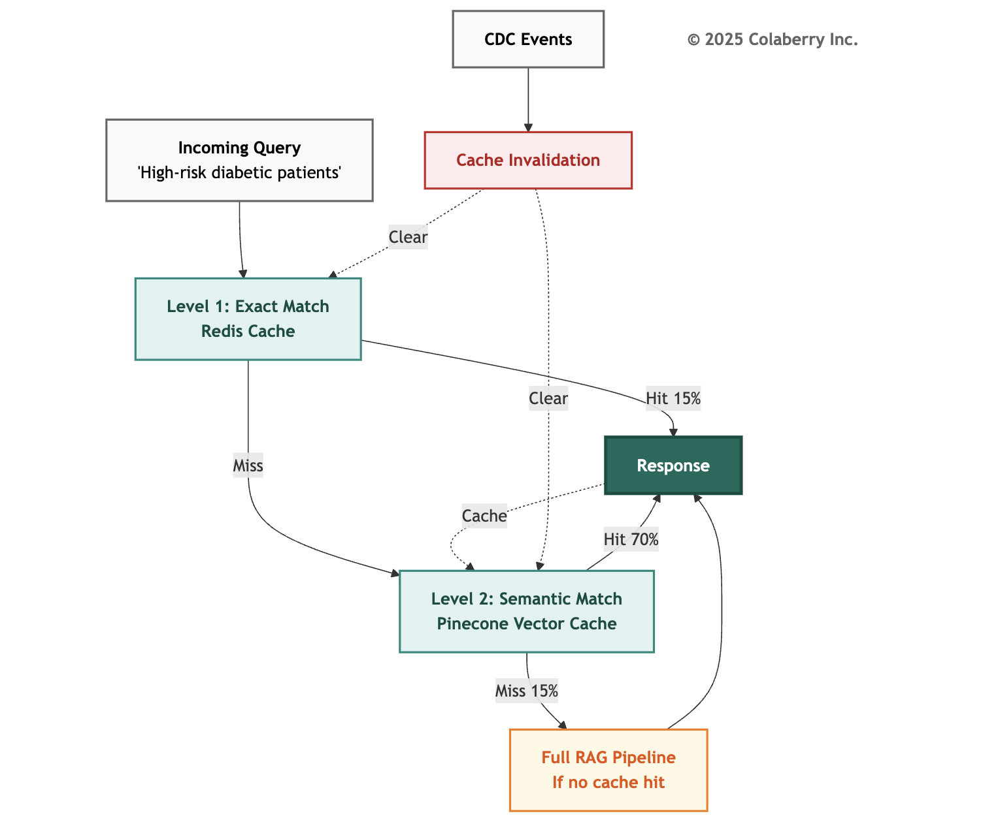 CDC Events
© 2025 Colaberry Inc.
Incoming Query
'High-risk diabetic patients'
Cache Invalidation
Clear
Level 1: Exact Match
Redis Cache
Clear
Hit 15%
Miss
Response
Cache
Hit 70%
Level 2: Semantic Match
Pinecone Vector Cache
Miss 15%
Full RAG Pipeline
If no cache hit